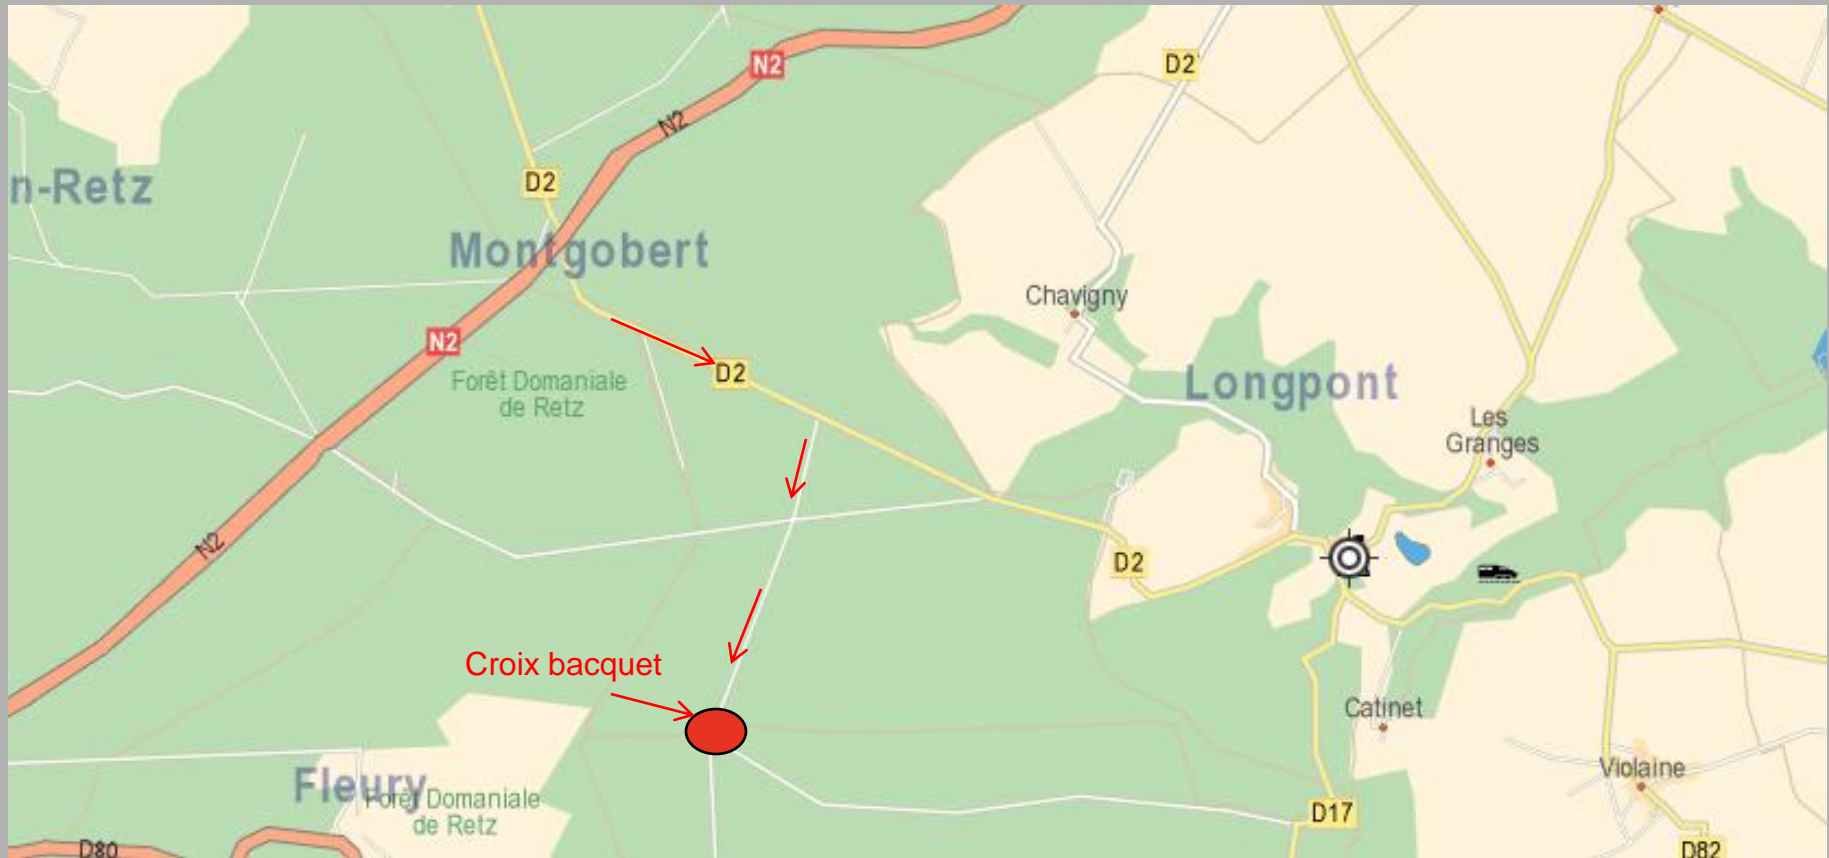 N2
D2
N2
n-Retz
D2
Montgobert
Chavigny
N2
D2
Forêt Domaniale
de Retz
Longpont
Les
Granges
N2
D2
Croix bacquet
Catinet
Fleury
Forêt Domaniale
de Retz
Violaine
D17
D80
D82